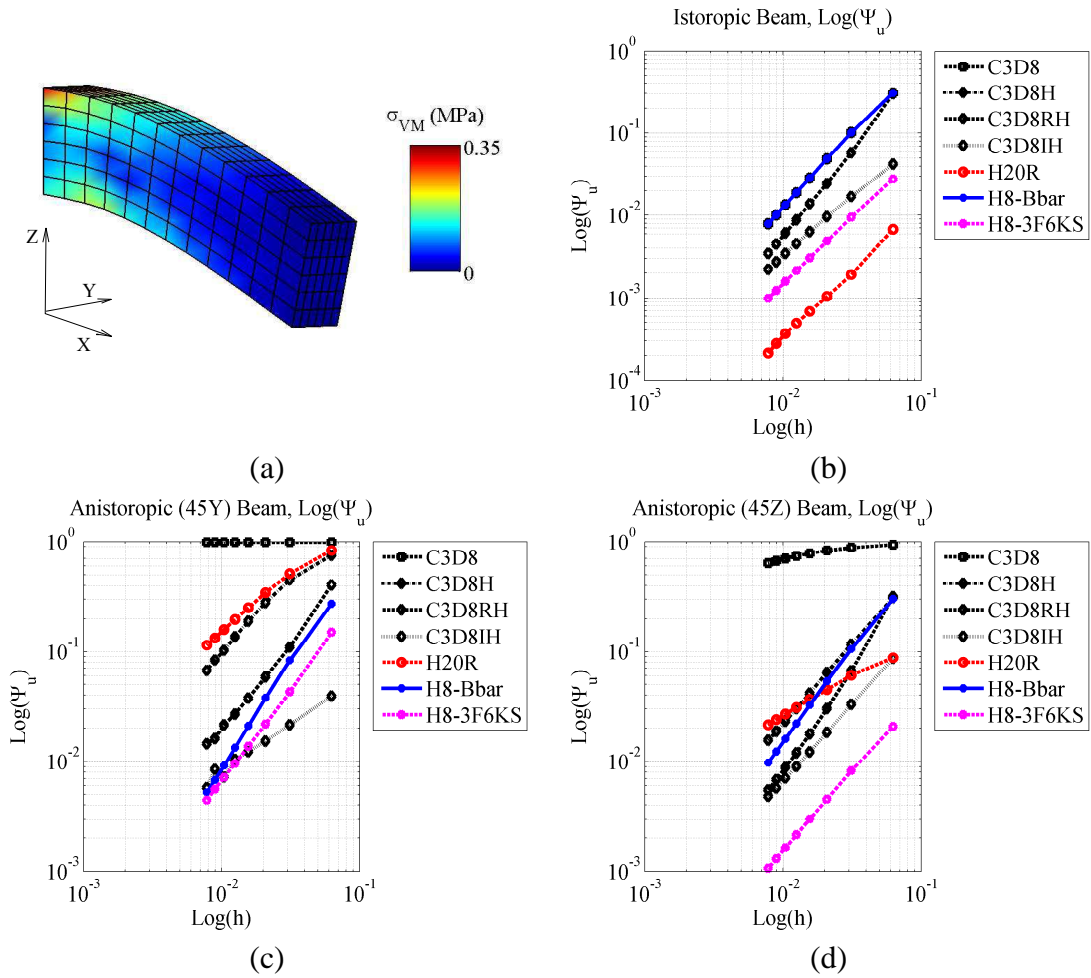 σVM (MPa)
0.35
0
Z
Y
X
(a)
Istoropic Beam, Log(Ψu)
Log(Ψu)
10^0
10^-1
10^-2
10^-3
10^-4
10^-3
10^-2
10^-1
Log(h)
C3D8
C3D8H
C3D8RH
C3D8IH
H20R
H8-Bbar
H8-3F6KS
(b)
Anistoropic (45Y) Beam, Log(Ψu)
Log(Ψu)
10^0
10^-1
10^-2
10^-3
10^-3
10^-2
10^-1
Log(h)
C3D8
C3D8H
C3D8RH
C3D8IH
H20R
H8-Bbar
H8-3F6KS
(c)
Anistoropic (45Z) Beam, Log(Ψu)
Log(Ψu)
10^0
10^-1
10^-2
10^-3
10^-3
10^-2
10^-1
Log(h)
C3D8
C3D8H
C3D8RH
C3D8IH
H20R
H8-Bbar
H8-3F6KS
(d)